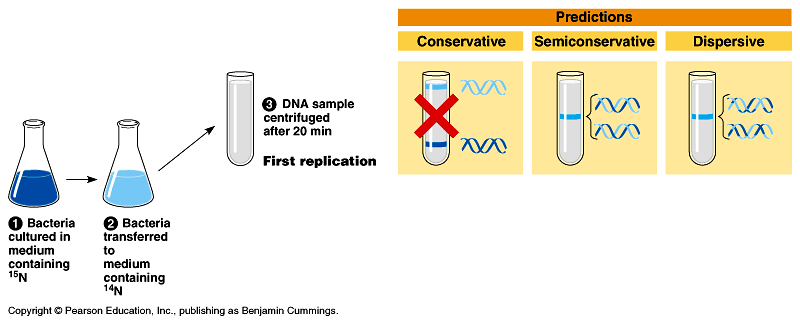 Predictions
Conservative
Semiconservative
Dispersive
3 DNA sample
centrifuged
after 20 min
First replication
1 Bacteria
cultured in
medium
containing
15N
2 Bacteria
transferred
to
medium
containing
14N
Copyright © Pearson Education, Inc., publishing as Benjamin Cummings.